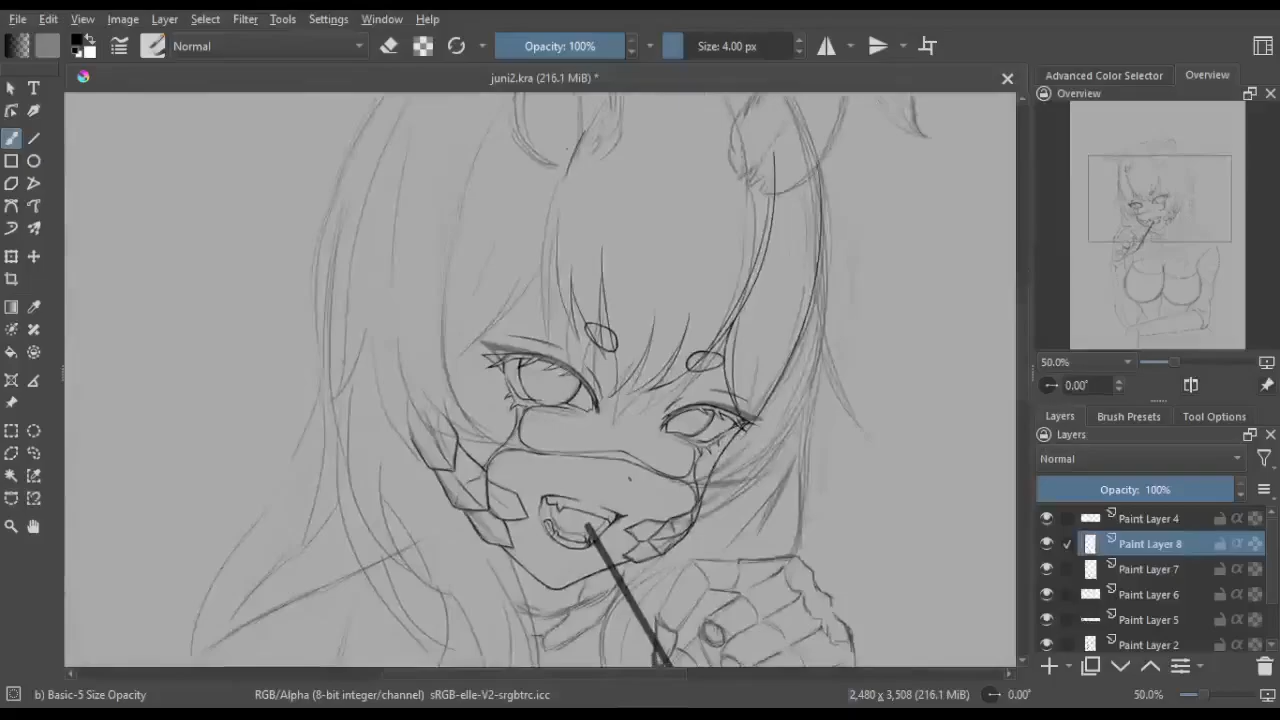 File Edit View Image Layer Select Filter Tools Settings Window Help
Normal Opacity: 100% Size: 4.00 px
juni2.kra (216.1 MiB) *
Advanced Color Selector Overview
Overview
50.0%
0.00°
Layers Brush Presets Tool Options
Layers
Normal
Opacity: 100%
Paint Layer 4
Paint Layer 8
Paint Layer 7
Paint Layer 6
Paint Layer 5
Paint Layer 2
b) Basic-5 Size Opacity RGB/Alpha (8-bit integer/channel) sRGB-elle-V2-srgbtrc.icc 2,480 x 3,508 (216.1 MiB) 0.00° 50.0%